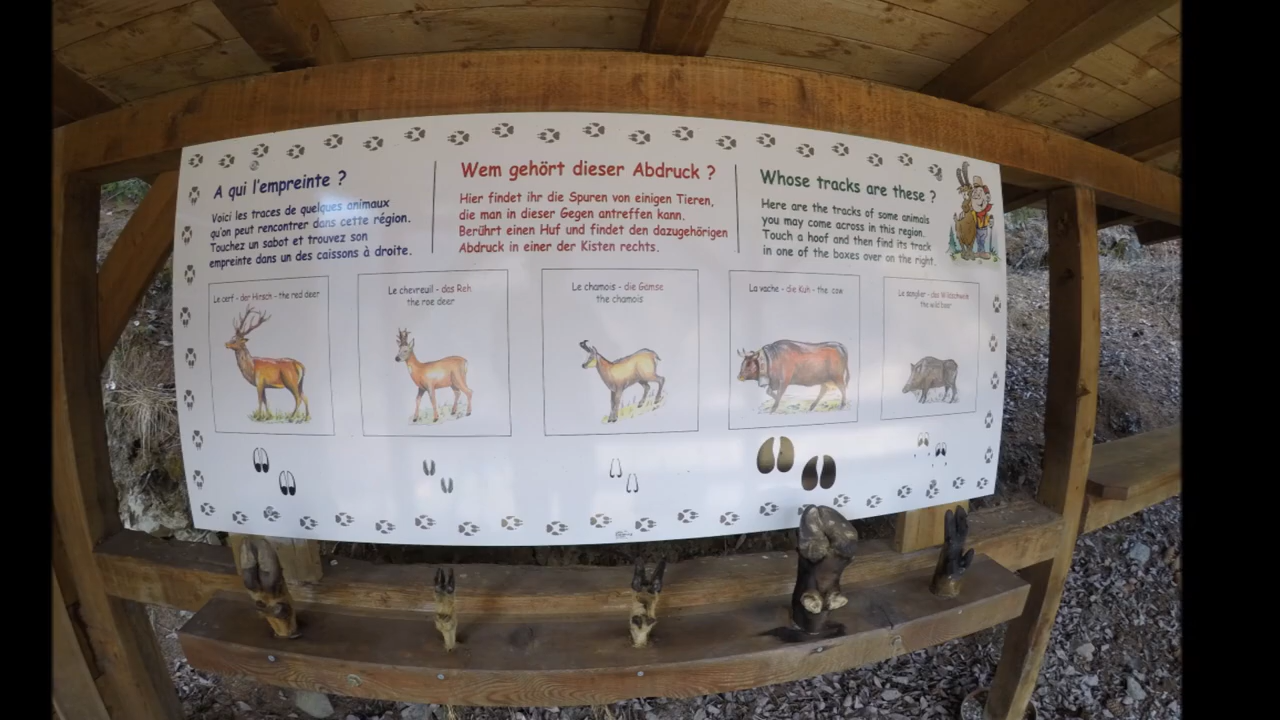 A qui l'empreinte ?
Voici les traces de quelques animaux
qu'on peut rencontrer dans cette région.
Touchez un sabot et trouvez son
empreinte dans un des caissons à droite.
Wem gehört dieser Abdruck ?
Hier findet ihr die Spuren von einigen Tieren,
die man in dieser Gegen antreffen kann.
Berührt einen Huf und findet den dazugehörigen
Abdruck in einer der Kisten rechts.
Whose tracks are these ?
Here are the tracks of some animals
you may come across in this region.
Touch a hoof and then find its track
in one of the boxes over on the right.
Le cerf - der Hirsch - the red deer
Le chevreuil - das Reh
the roe deer
Le chamois - die Gemse
the chamois
La vache - die Kuh - the cow
Le sanglier - das Wildschwein
the wild boar